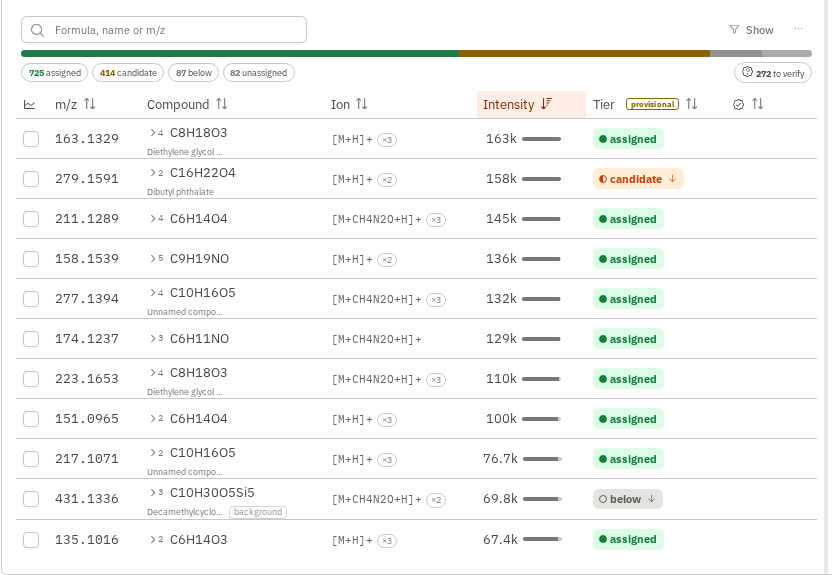 Formula, name or m/z
Show ...
725 assigned 414 candidate 87 below 82 unassigned 272 to verify
m/z Compound Ion Intensity Tier provisional
163.1329 4 C8H18O3 [M+H]+ ×3 163k assigned
Diethylene glycol ...
279.1591 2 C16H22O4 [M+H]+ ×2 158k candidate ↓
Dibutyl phthalate
211.1289 4 C6H14O4 [M+CH4N2O+H]+ ×3 145k assigned
158.1539 5 C9H19NO [M+H]+ ×2 136k assigned
277.1394 4 C10H16O5 [M+CH4N2O+H]+ ×3 132k assigned
Unnamed compo...
174.1237 3 C6H11NO [M+CH4N2O+H]+ 129k assigned
223.1653 4 C8H18O3 [M+CH4N2O+H]+ ×3 110k assigned
Diethylene glycol ...
151.0965 2 C6H14O4 [M+H]+ ×3 100k assigned
217.1071 2 C10H16O5 [M+H]+ ×3 76.7k assigned
Unnamed compo...
431.1336 3 C10H30O5Si5 [M+CH4N2O+H]+ ×2 69.8k below ↓
Decamethylcyclo... background
135.1016 2 C6H14O3 [M+H]+ ×3 67.4k assigned